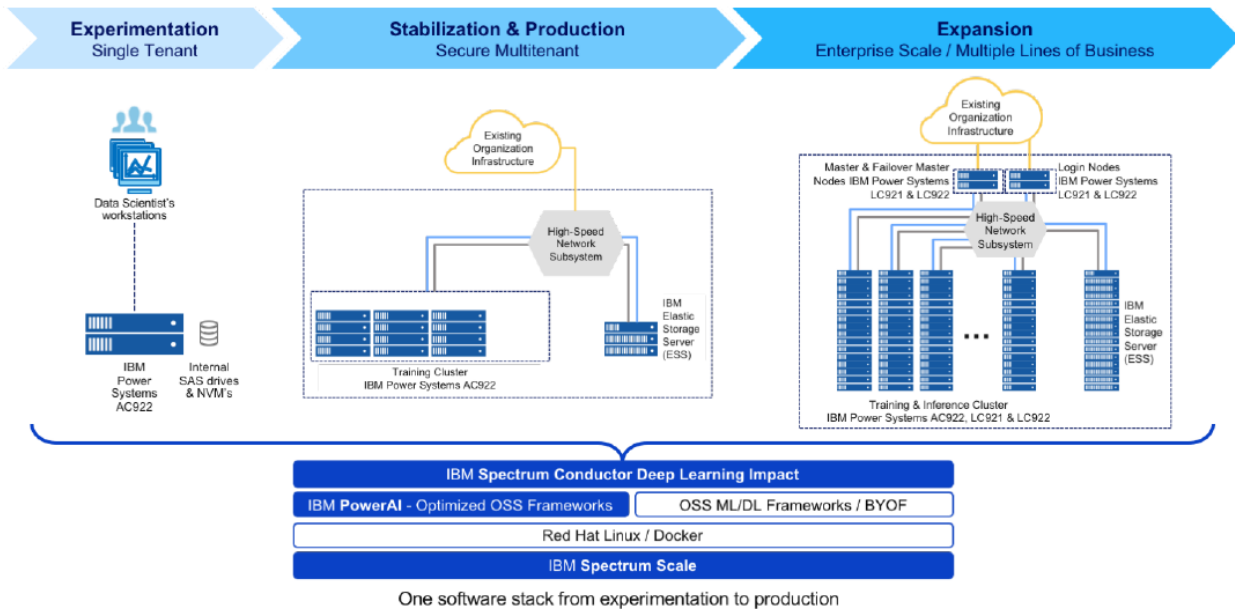 Experimentation
Single Tenant
Stabilization & Production
Secure Multitenant
Expansion
Enterprise Scale / Multiple Lines of Business
Data Scientist's
workstations
IBM
Power
Systems
AC922
Internal
SAS drives
& NVM's
Existing
Organization
Infrastructure
High-Speed
Network
Subsystem
Training Cluster
IBM Power Systems AC922
IBM
Elastic
Storage
Server
(ESS)
Existing
Organization
Infrastructure
Master & Failover Master
Nodes IBM Power Systems
LC921 & LC922
Login Nodes
IBM Power Systems
LC921 & LC922
High-Speed
Network
Subsystem
...
IBM
Elastic
Storage
Server
(ESS)
Training & Inference Cluster
IBM Power Systems AC922, LC921 & LC922
IBM Spectrum Conductor Deep Learning Impact
IBM PowerAI - Optimized OSS Frameworks
OSS ML/DL Frameworks / BYOF
Red Hat Linux / Docker
IBM Spectrum Scale
One software stack from experimentation to production